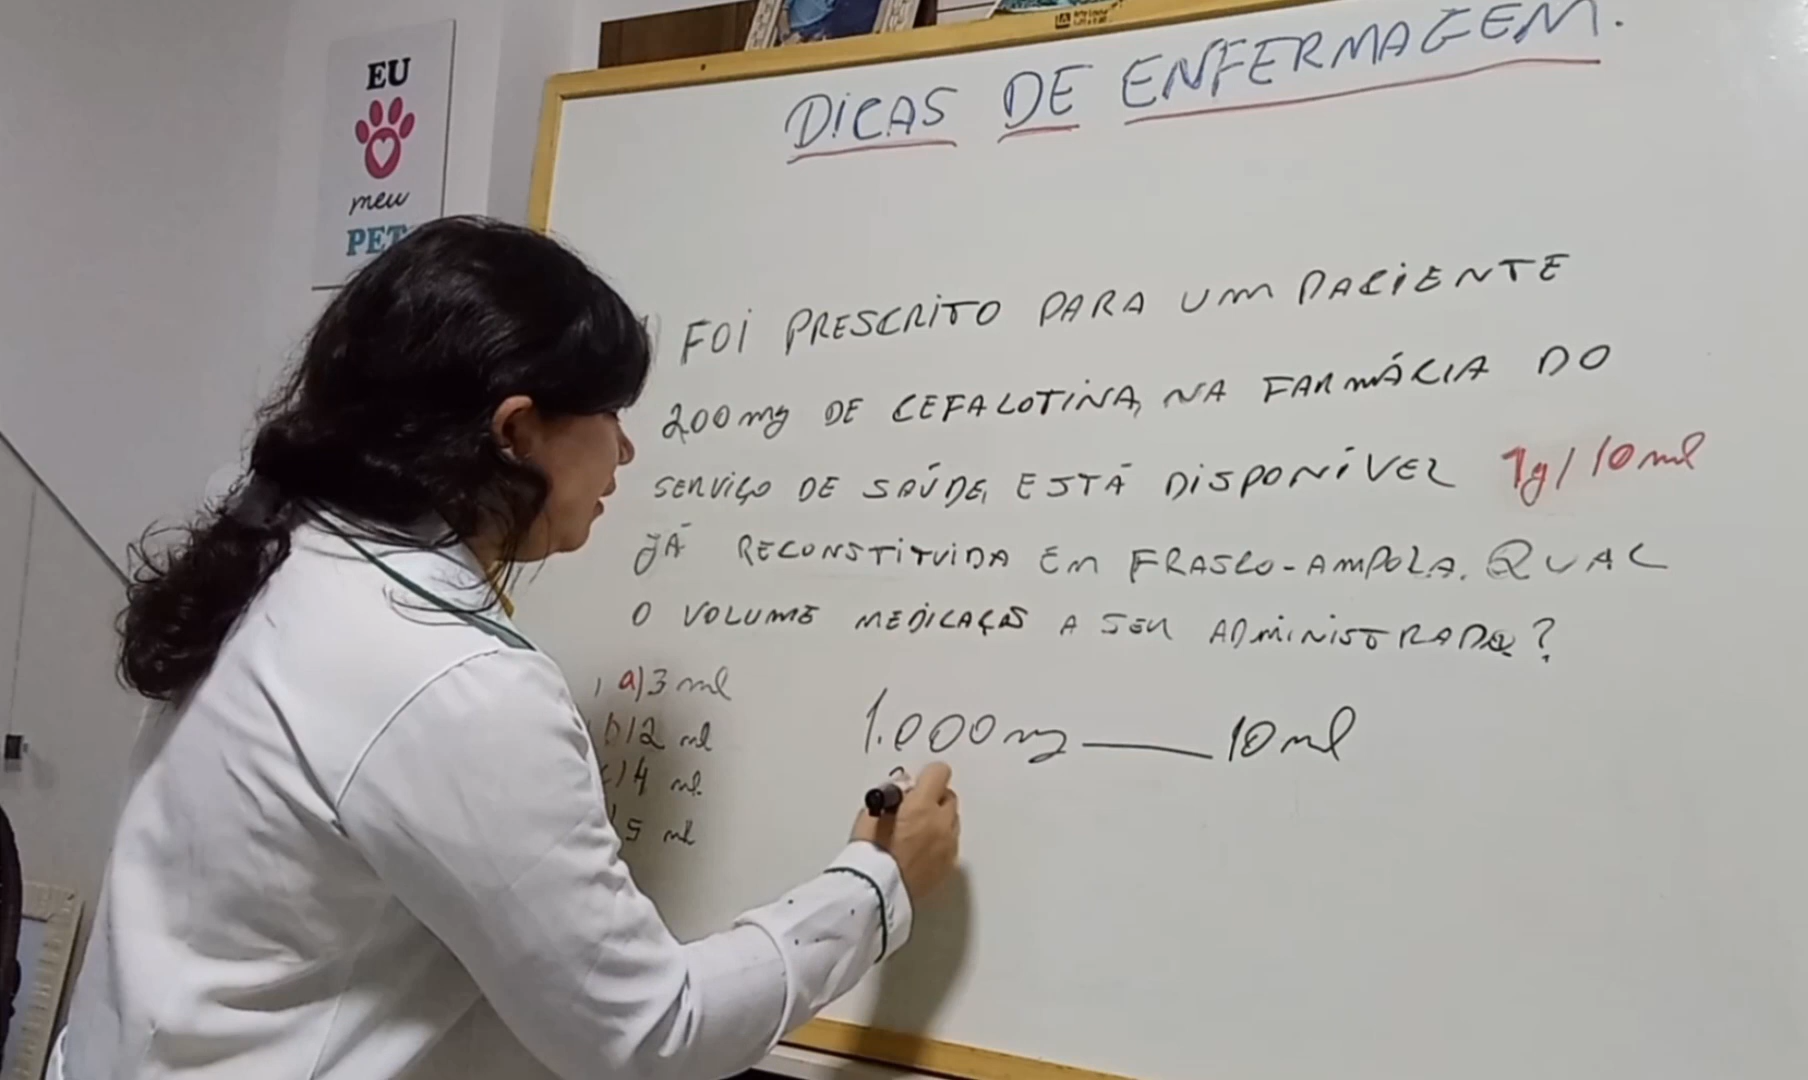 EU
meu
PET
DICAS DE ENFERMAGEM.
FOI PRESCRITO PARA UM PACIENTE
200mg DE CEFALOTINA, NA FARMÁCIA DO
SERVIÇO DE SAÚDE, ESTÁ DISPONÍVEL 1g/10ml
JÁ RECONSTITUIDA EM FRASCO-AMPOLA. QUAL
O VOLUME MEDICAÇÃO A SER ADMINISTRADA?
a) 3 ml
b) 2 ml
c) 4 ml
5 ml
1.000mg — 10ml